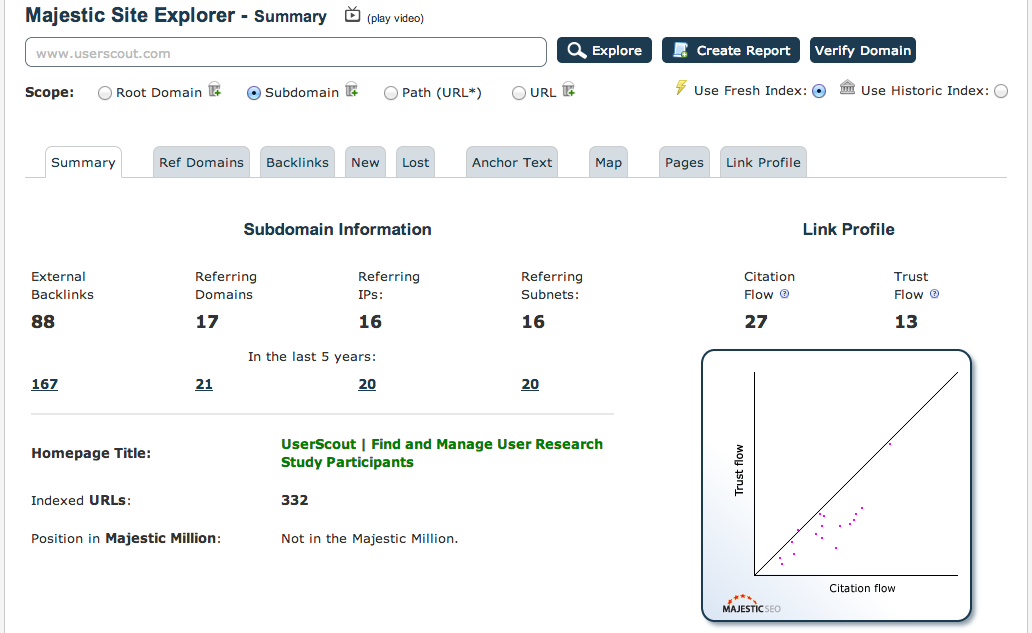 Majestic Site Explorer - Summary (play video)
www.userscout.com Explore Create Report Verify Domain
Scope: Root Domain Subdomain Path (URL*) URL Use Fresh Index: Use Historic Index:
Summary Ref Domains Backlinks New Lost Anchor Text Map Pages Link Profile
Subdomain Information Link Profile
External Referring Referring Referring Citation Trust
Backlinks Domains IPs: Subnets: Flow ? Flow ?
88 17 16 16 27 13
In the last 5 years:
167 21 20 20
Homepage Title: UserScout | Find and Manage User Research
Study Participants
Indexed URLs: 332
Position in Majestic Million: Not in the Majestic Million.
Trust flow
Citation flow
MAJESTIC SEO